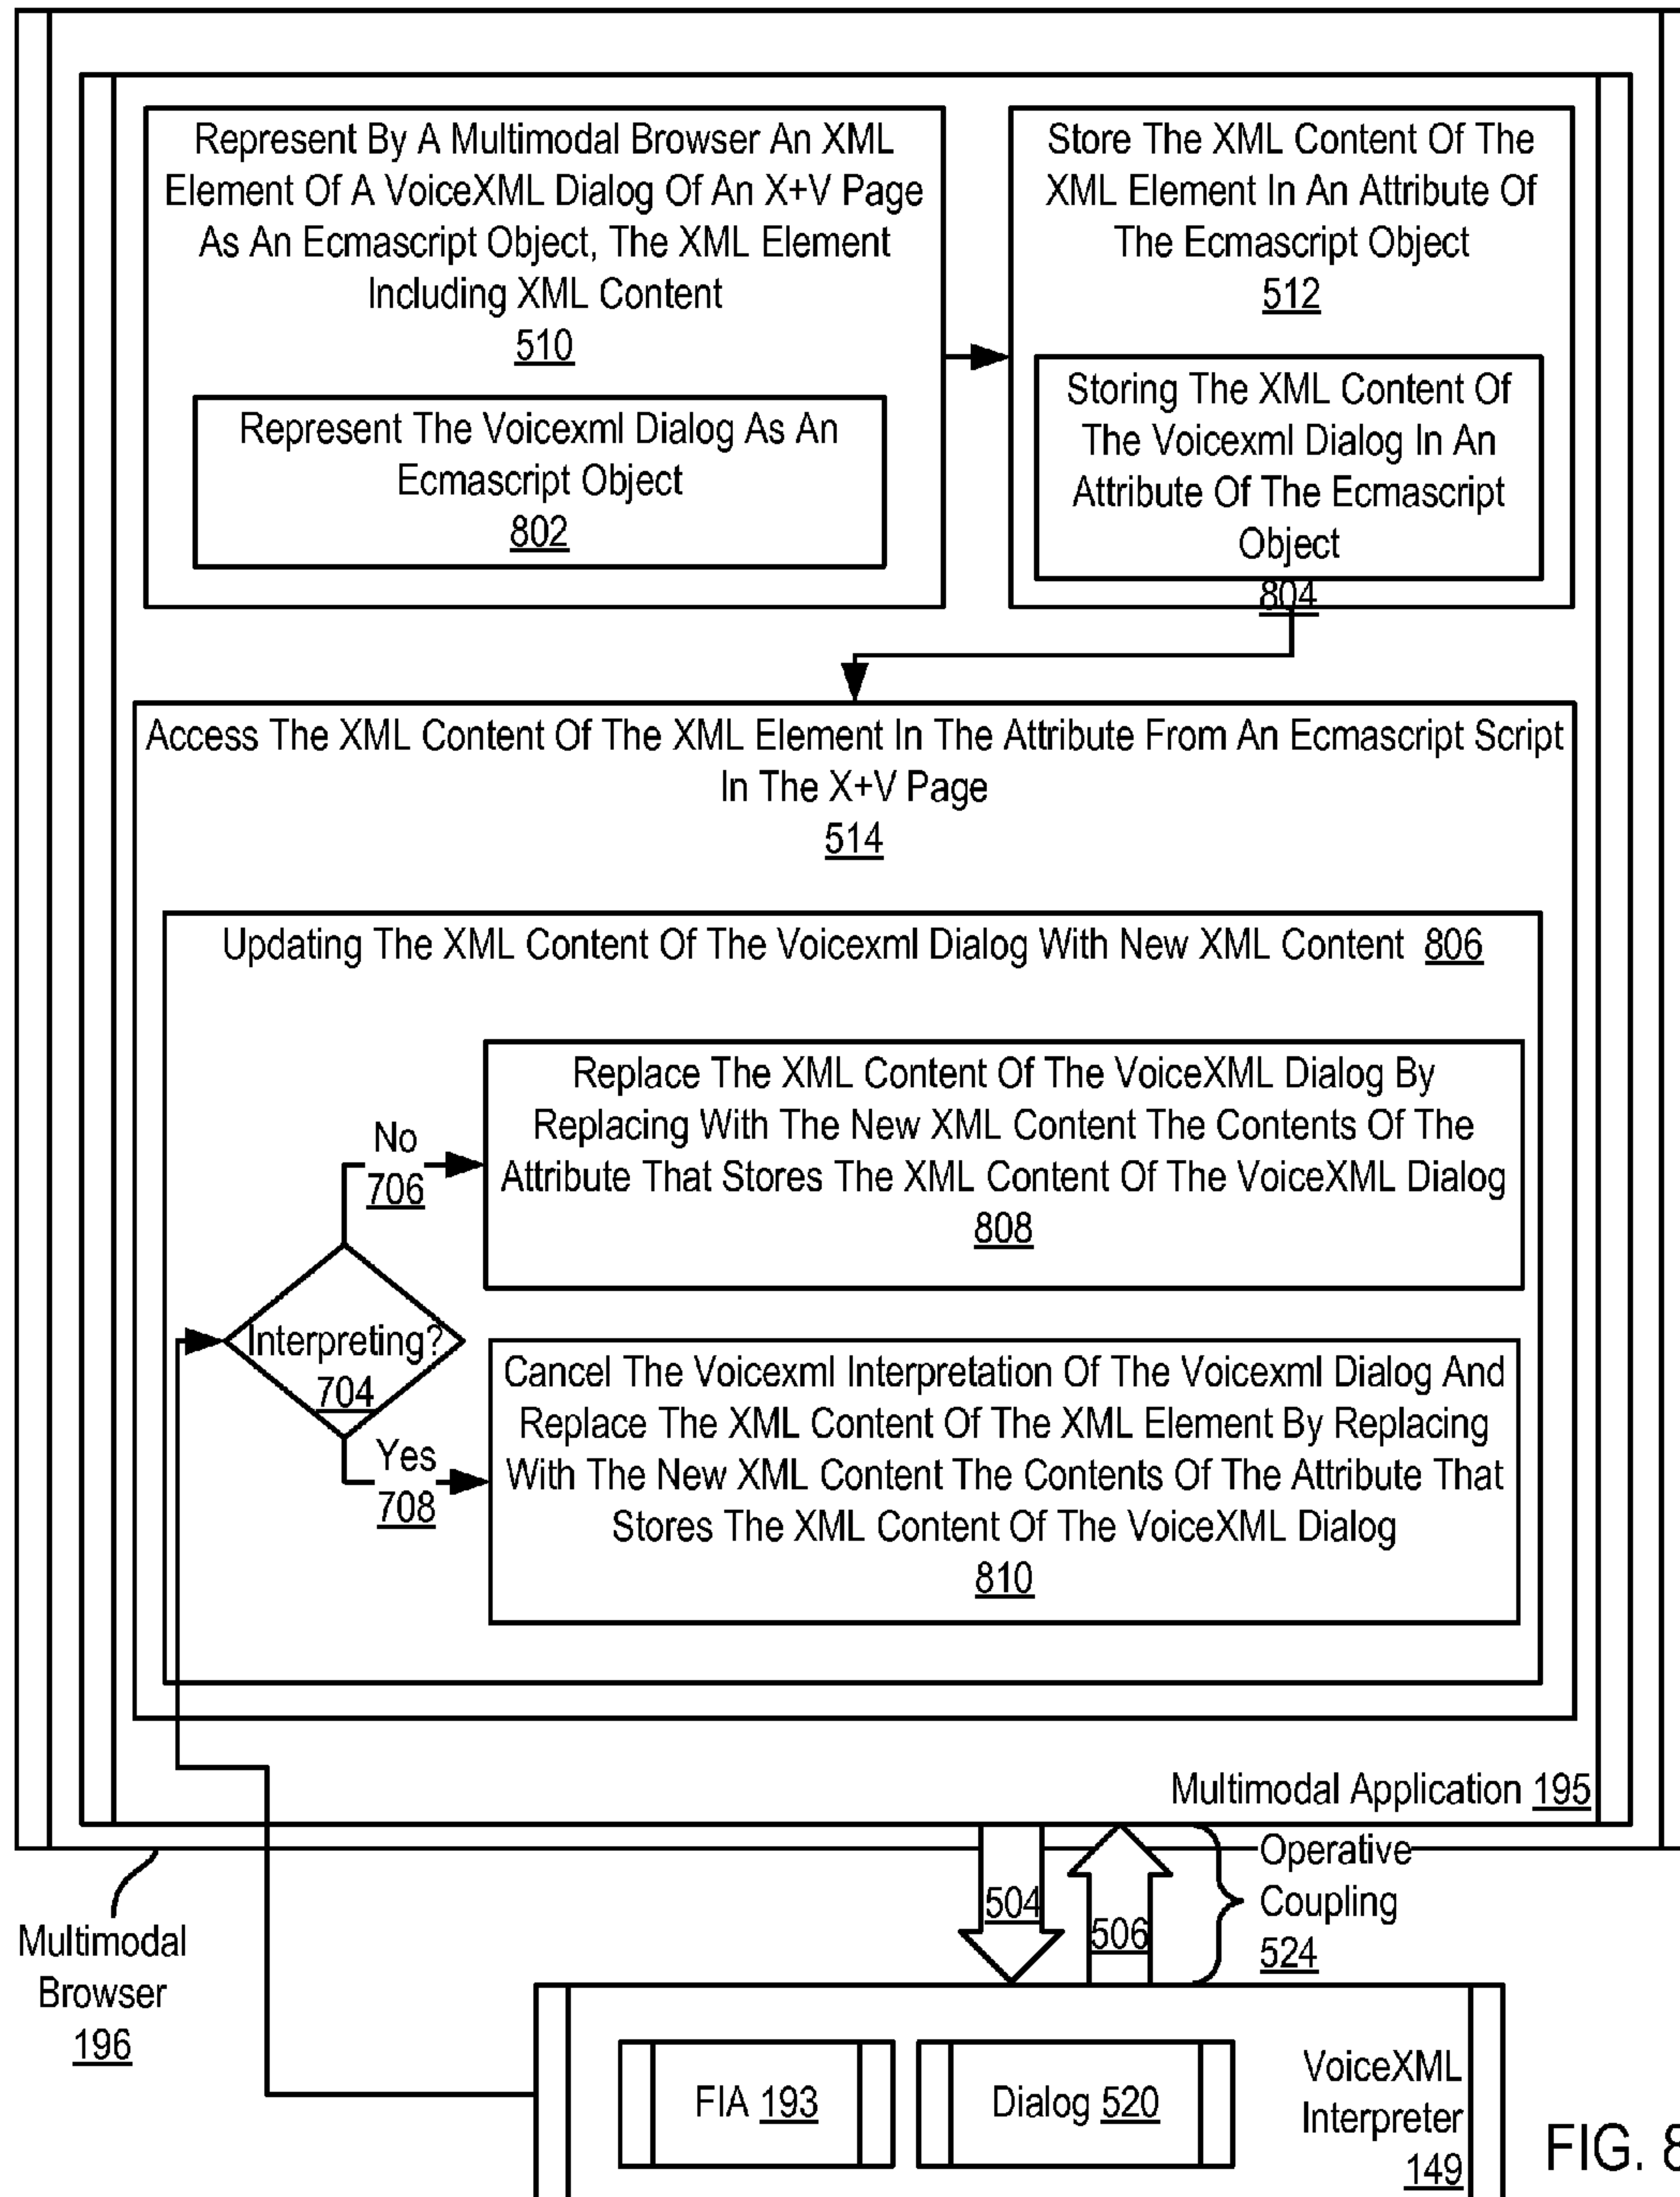 Represent By A Multimodal Browser An XML
Element Of A VoiceXML Dialog Of An X+V Page
As An Ecmascript Object, The XML Element
Including XML Content
510
Represent The Voicexml Dialog As An
Ecmascript Object
802
Store The XML Content Of The
XML Element In An Attribute Of
The Ecmascript Object
512
Storing The XML Content Of
The Voicexml Dialog In An
Attribute Of The Ecmascript
Object
804
Access The XML Content Of The XML Element In The Attribute From An Ecmascript Script
In The X+V Page
514
Updating The XML Content Of The Voicexml Dialog With New XML Content 806
No
706
Replace The XML Content Of The VoiceXML Dialog By
Replacing With The New XML Content The Contents Of The
Attribute That Stores The XML Content Of The VoiceXML Dialog
808
Interpreting?
704
Yes
708
Cancel The Voicexml Interpretation Of The Voicexml Dialog And
Replace The XML Content Of The XML Element By Replacing
With The New XML Content The Contents Of The Attribute That
Stores The XML Content Of The VoiceXML Dialog
810
Multimodal Application 195
Multimodal
Browser
196
504
506
Operative
Coupling
524
FIA 193
Dialog 520
VoiceXML
Interpreter
149
FIG. 8